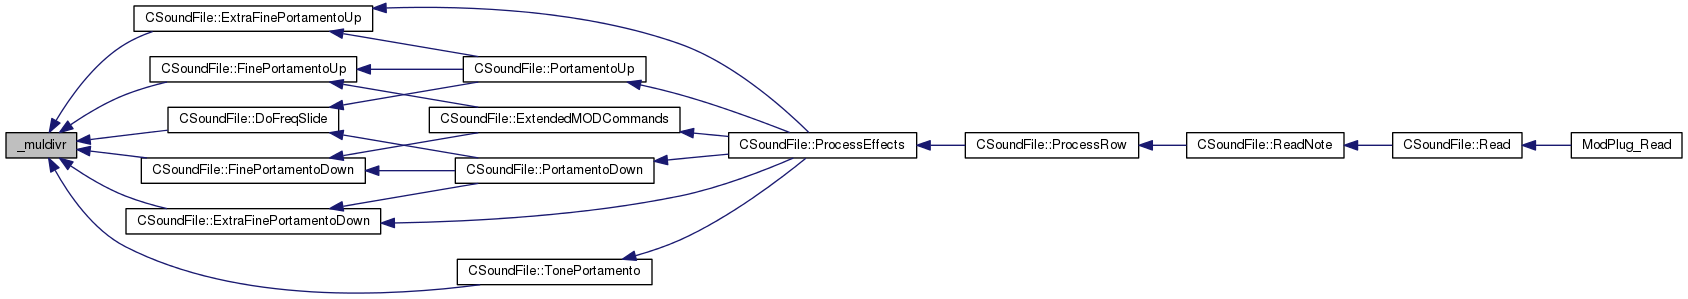 CSoundFile::ExtraFinePortamentoUp
CSoundFile::FinePortamentoUp
CSoundFile::PortamentoUp
CSoundFile::DoFreqSlide
CSoundFile::ExtendedMODCommands
_muldivr
CSoundFile::ProcessEffects
CSoundFile::ProcessRow
CSoundFile::ReadNote
CSoundFile::Read
ModPlug_Read
CSoundFile::FinePortamentoDown
CSoundFile::PortamentoDown
CSoundFile::ExtraFinePortamentoDown
CSoundFile::TonePortamento